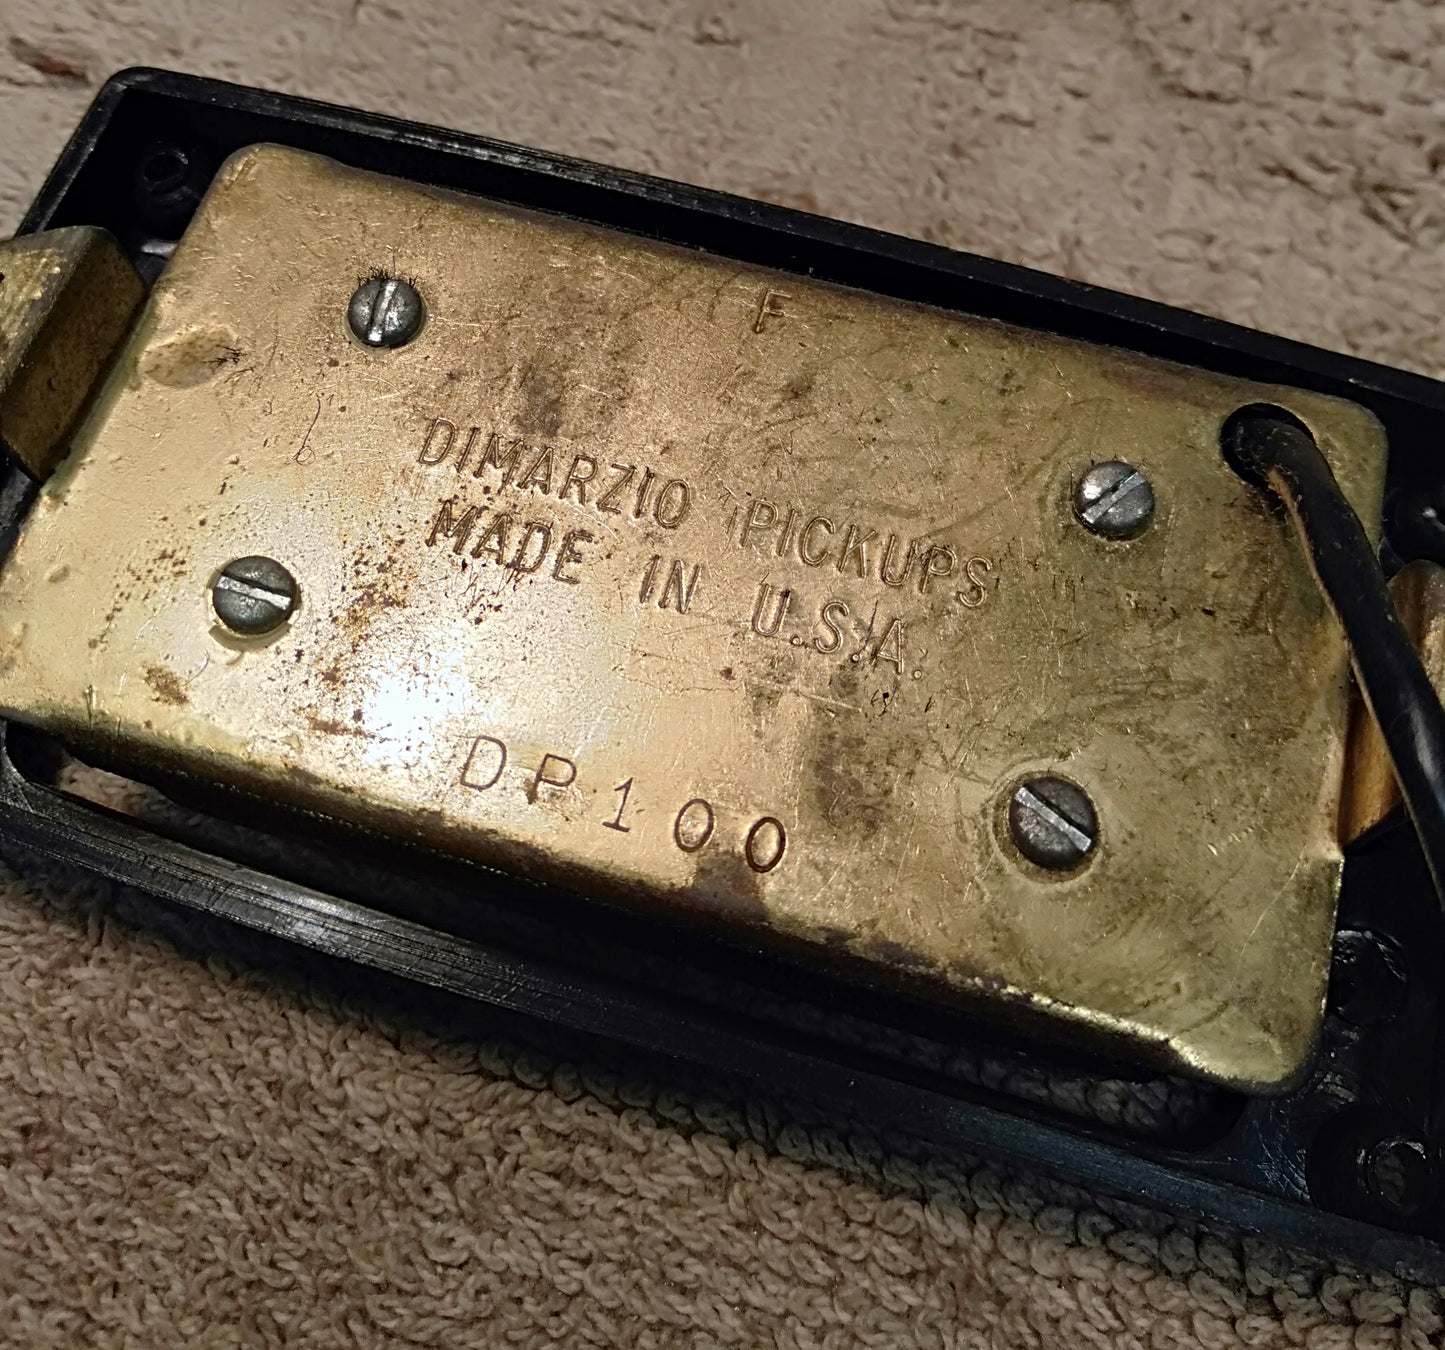 F
DIMARZIO PICKUPS
MADE IN U.S.A.
DP100